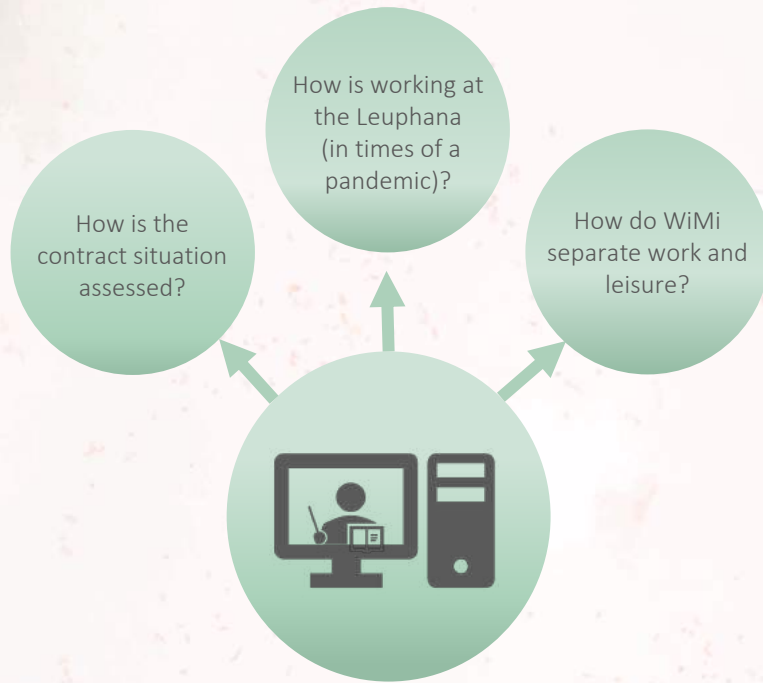 How is the
contract situation
assessed?
How is working at
the Leuphana
(in times of a
pandemic)?
How do WiMi
separate work and
leisure?